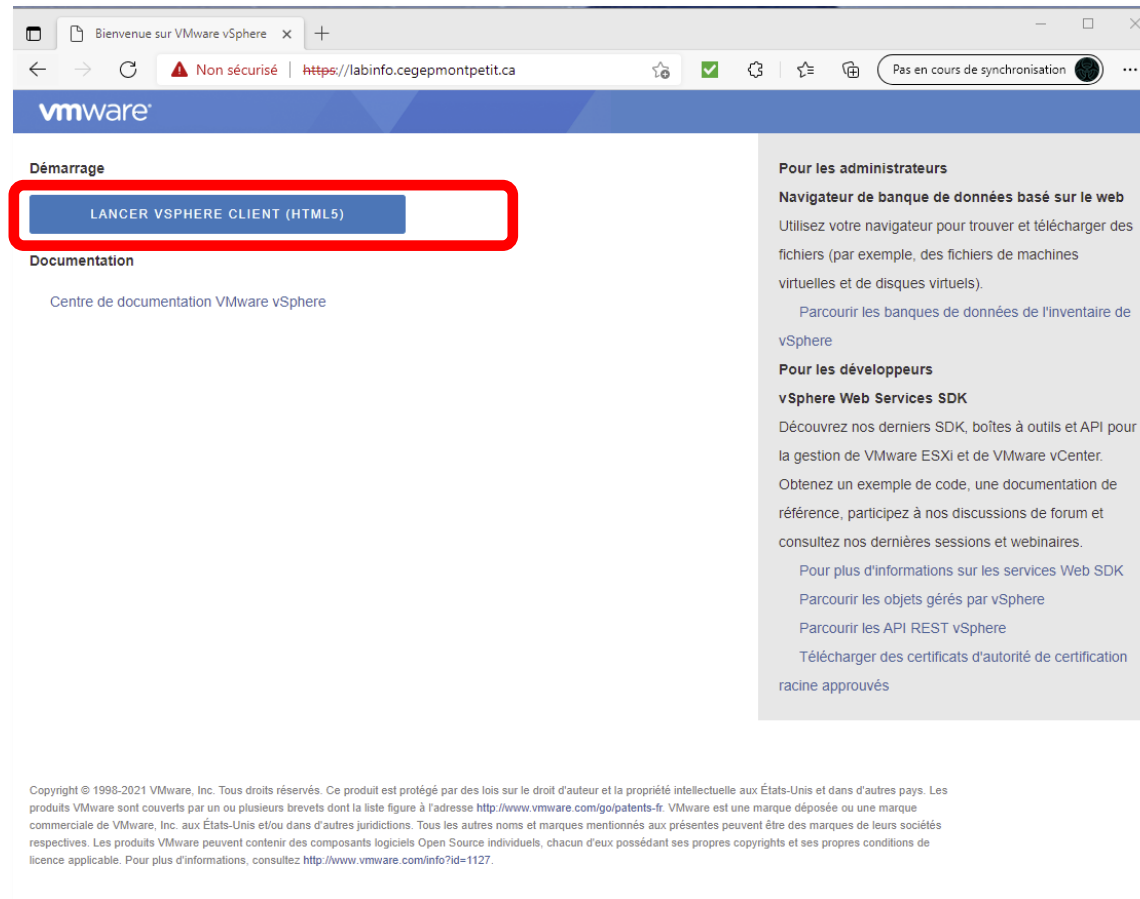 Bienvenue sur VMware vSphere
Non sécurisé
https://labinfo.cegepmontpetit.ca
Pas en cours de synchronisation
vmware
Démarrage
LANCER VSPHERE CLIENT (HTML5)
Documentation
Centre de documentation VMware vSphere
Pour les administrateurs
Navigateur de banque de données basé sur le web
Utilisez votre navigateur pour trouver et télécharger des
fichiers (par exemple, des fichiers de machines
virtuelles et de disques virtuels).
Parcourir les banques de données de l'inventaire de
vSphere
Pour les développeurs
vSphere Web Services SDK
Découvrez nos derniers SDK, boîtes à outils et API pour
la gestion de VMware ESXi et de VMware vCenter.
Obtenez un exemple de code, une documentation de
référence, participez à nos discussions de forum et
consultez nos dernières sessions et webinaires.
Pour plus d'informations sur les services Web SDK
Parcourir les objets gérés par vSphere
Parcourir les API REST vSphere
Télécharger des certificats d'autorité de certification
racine approuvés
Copyright © 1998-2021 VMware, Inc. Tous droits réservés. Ce produit est protégé par des lois sur le droit d'auteur et la propriété intellectuelle aux États-Unis et dans d'autres pays. Les
produits VMware sont couverts par un ou plusieurs brevets dont la liste figure à l'adresse http://www.vmware.com/go/patents-fr. VMware est une marque déposée ou une marque
commerciale de VMware, Inc. aux États-Unis et/ou dans d'autres juridictions. Tous les autres noms et marques mentionnés aux présentes peuvent être des marques de leurs sociétés
respectives. Les produits VMware peuvent contenir des composants logiciels Open Source individuels, chacun d'eux possédant ses propres copyrights et ses propres conditions de
licence applicable. Pour plus d'informations, consultez http://www.vmware.com/info?id=1127.